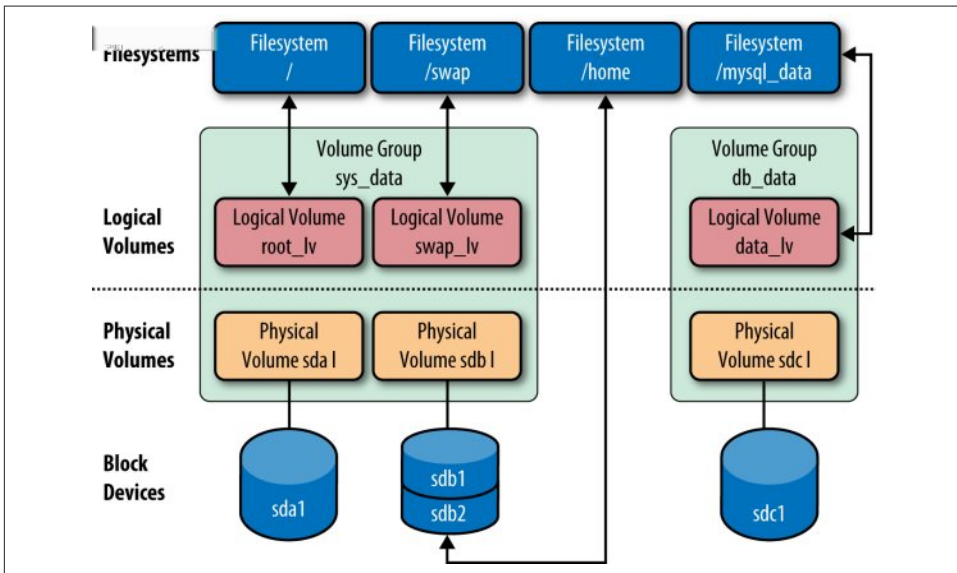 Filesystems
Filesystem
/
Filesystem
/swap
Filesystem
/home
Filesystem
/mysql_data
Volume Group
sys_data
Volume Group
db_data
Logical
Volumes
Logical Volume
root_lv
Logical Volume
swap_lv
Logical Volume
data_lv
Physical
Volumes
Physical
Volume sda l
Physical
Volume sdb l
Physical
Volume sdc l
Block
Devices
sda1
sdb1
sdb2
sdc1